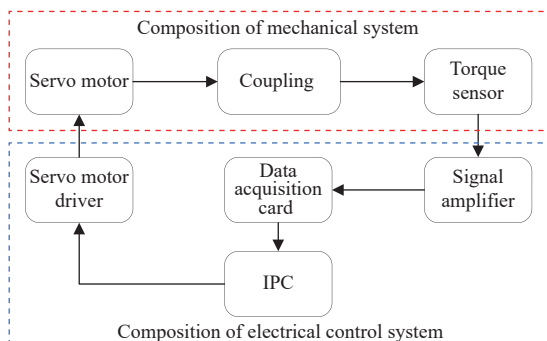 Composition of mechanical system
Servo motor
Coupling
Torque
sensor
Servo motor
driver
Data
acquisition
card
Signal
amplifier
IPC
Composition of electrical control system